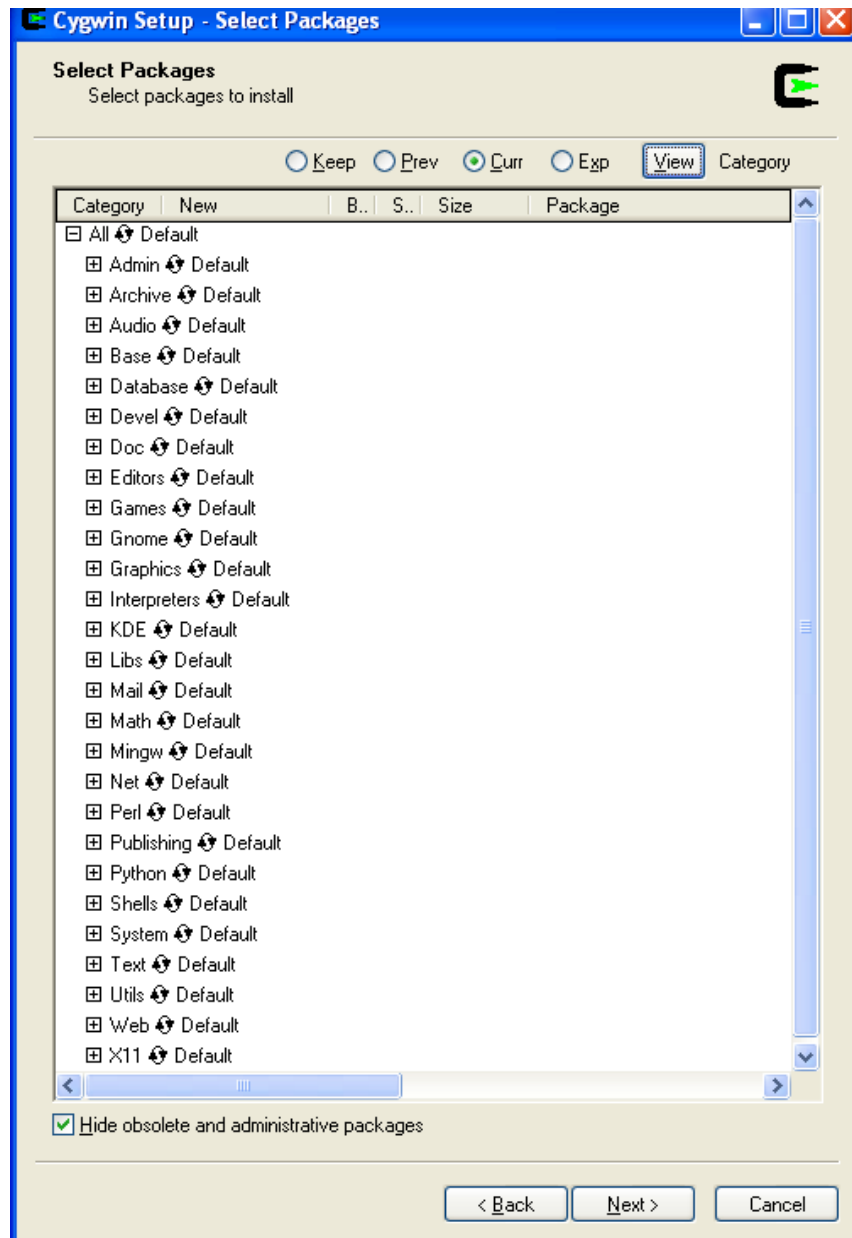 Cygwin Setup - Select Packages
Select Packages
Select packages to install
Keep Prev Curr Exp View Category
Category New B.. S.. Size Package
All Default
Admin Default
Archive Default
Audio Default
Base Default
Database Default
Devel Default
Doc Default
Editors Default
Games Default
Gnome Default
Graphics Default
Interpreters Default
KDE Default
Libs Default
Mail Default
Math Default
Mingw Default
Net Default
Perl Default
Publishing Default
Python Default
Shells Default
System Default
Text Default
Utils Default
Web Default
X11 Default
Hide obsolete and administrative packages
< Back Next > Cancel